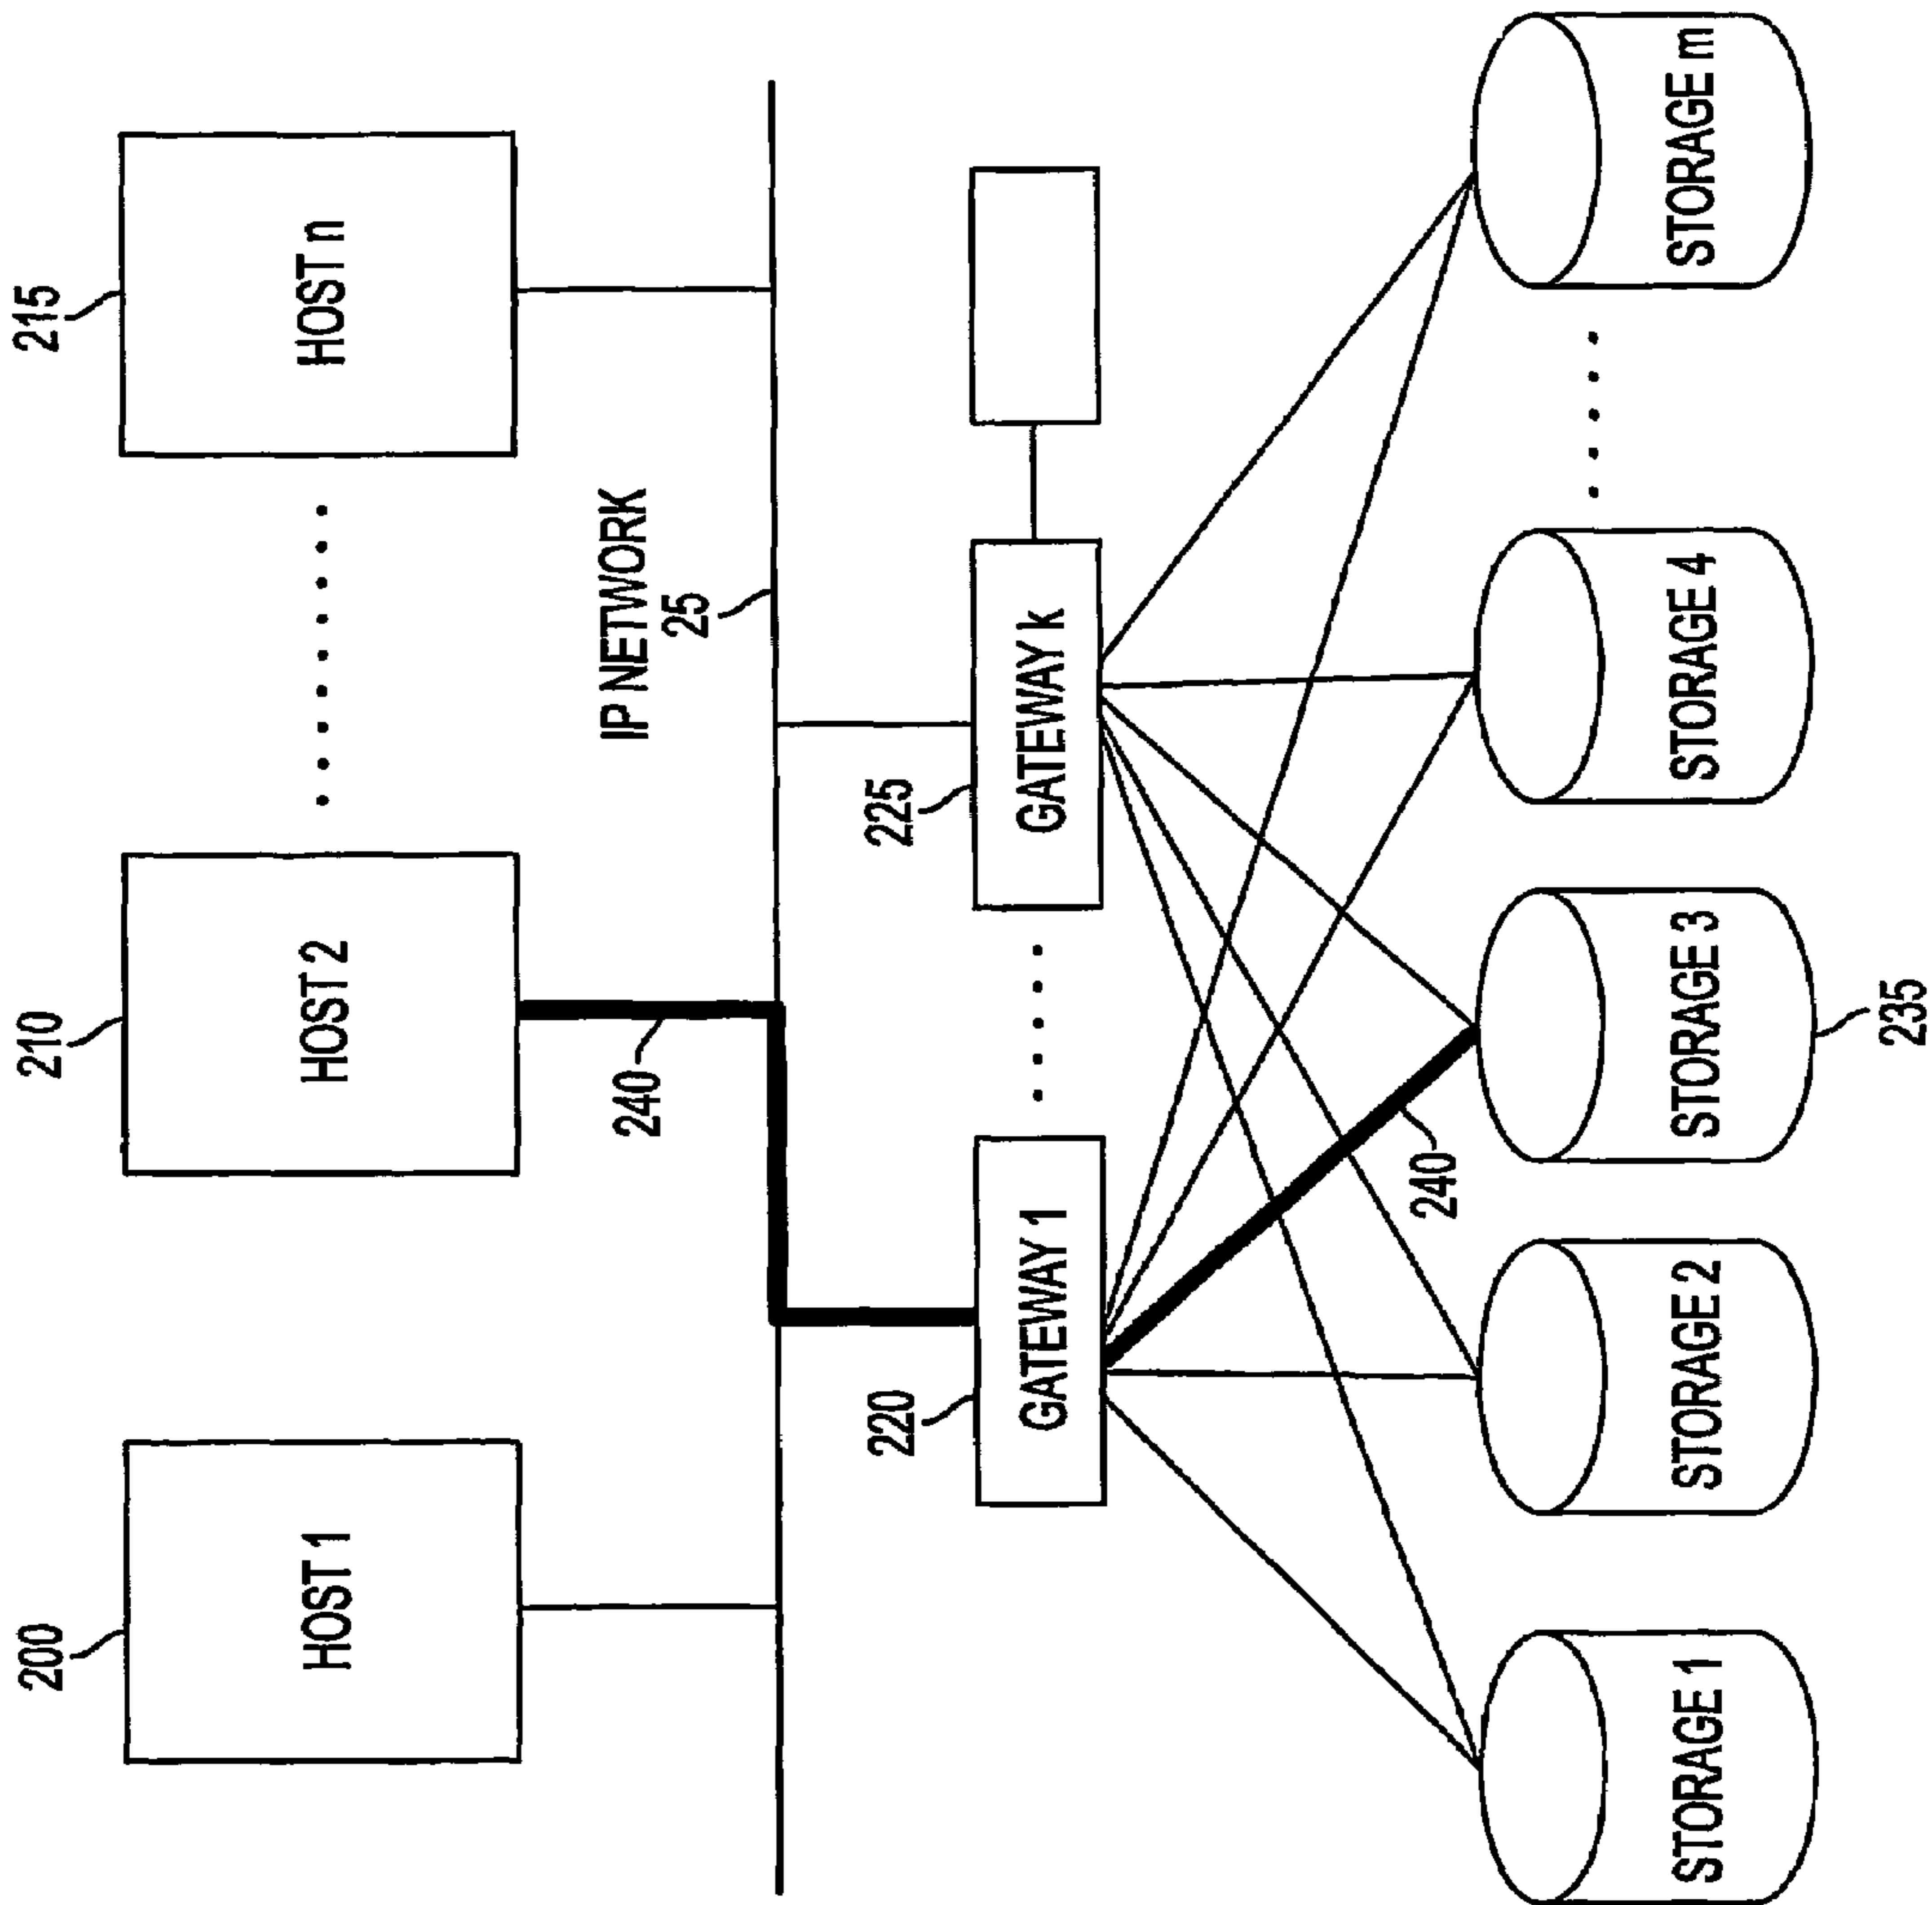 200
210
215
HOST 1
HOST 2
HOST n
IP NETWORK
25
240
220
225
GATEWAY 1
GATEWAY k
240
STORAGE 1
STORAGE 2
STORAGE 3
STORAGE 4
STORAGE m
235